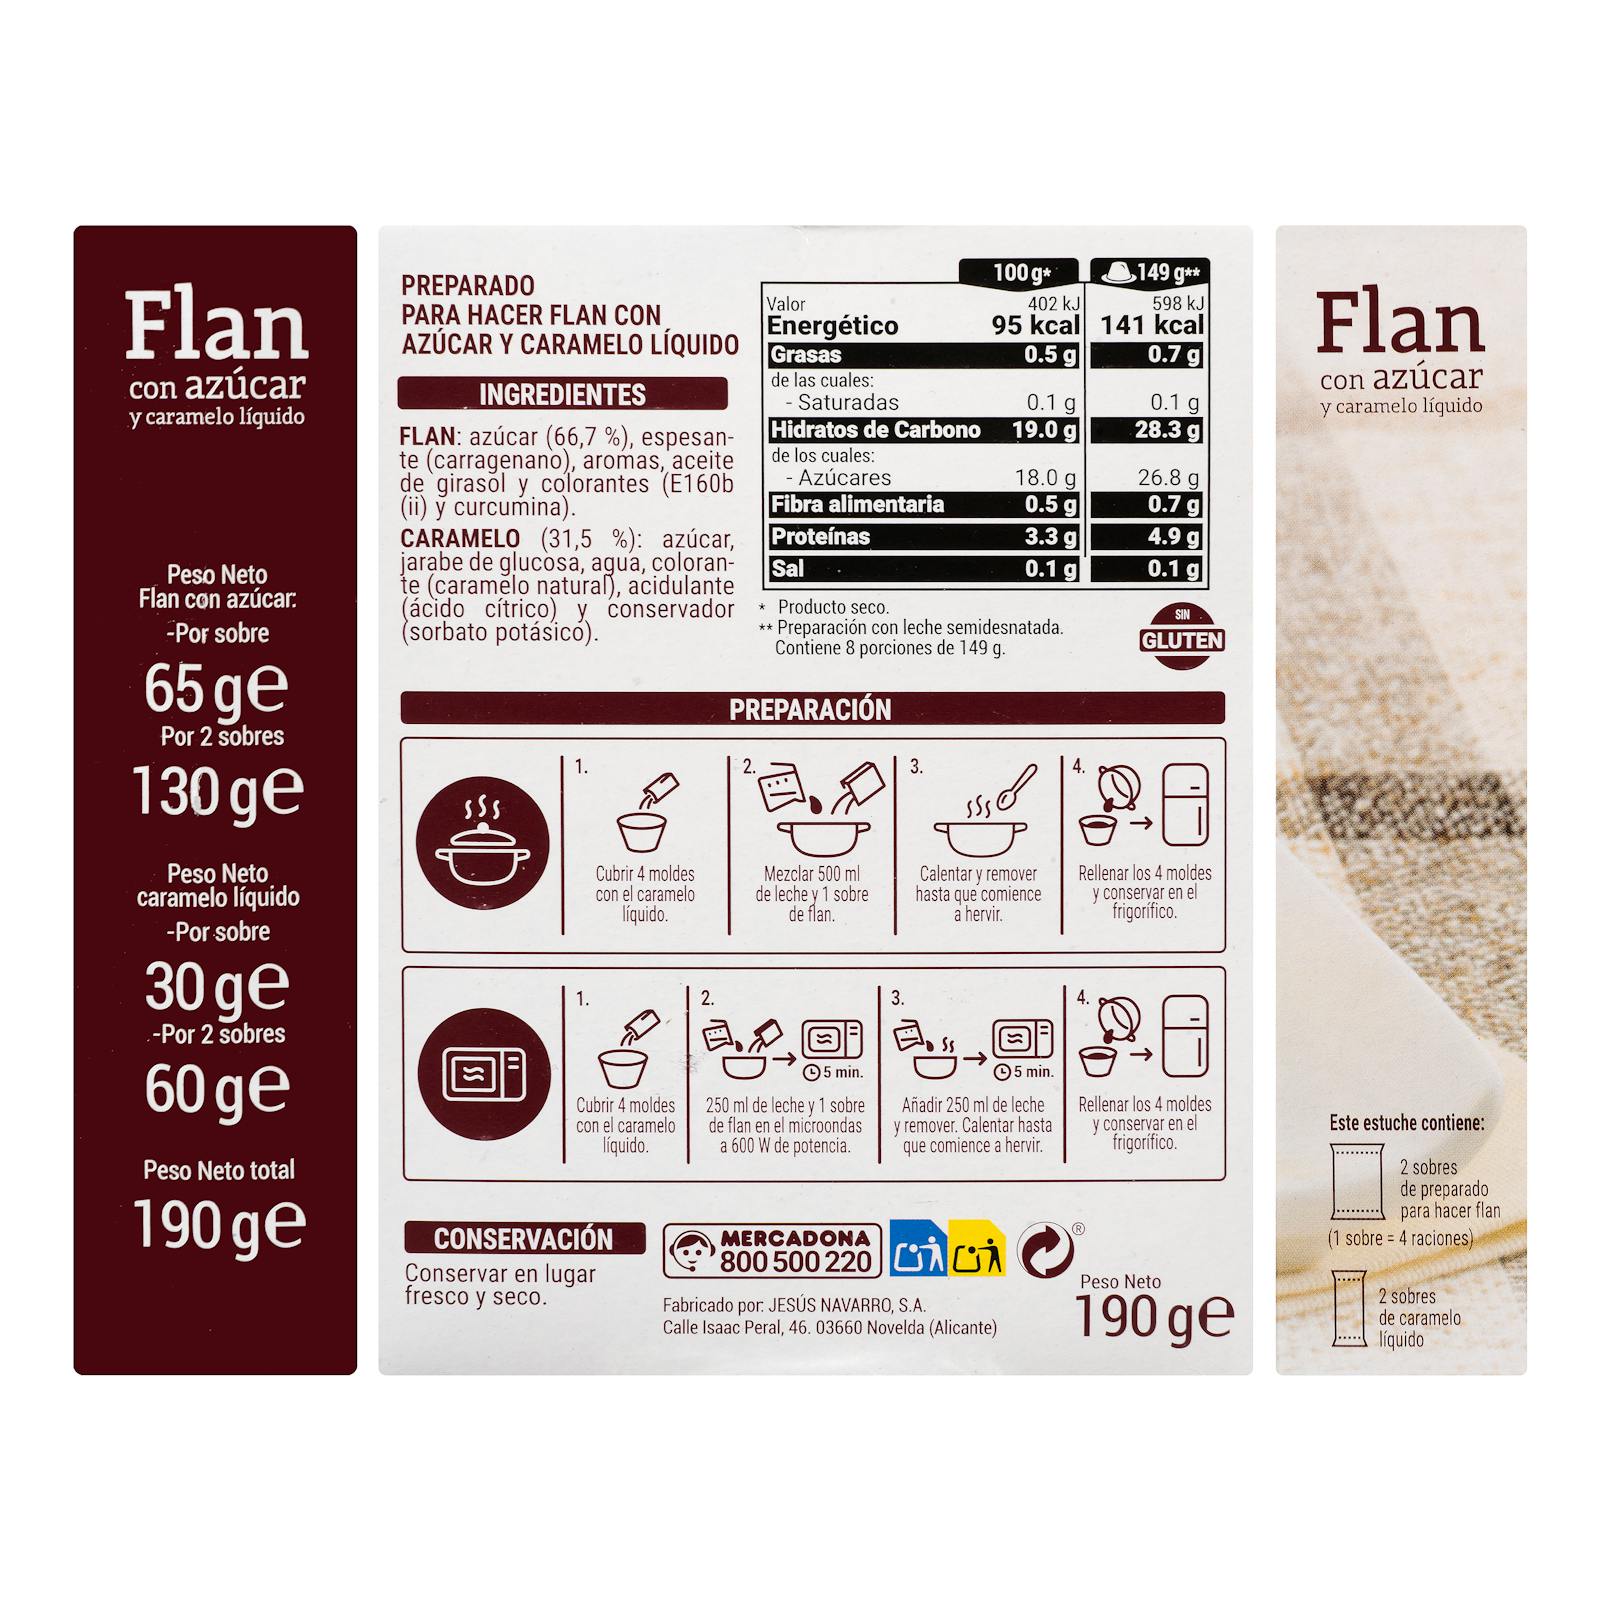 Flan
con azúcar
y caramelo líquido
Peso Neto
Flan con azúcar:
-Por sobre
65 g℮
Por 2 sobres
130 g℮
Peso Neto
caramelo líquido
-Por sobre
30 g℮
-Por 2 sobres
60 g℮
Peso Neto total
190 g℮
PREPARADO
PARA HACER FLAN CON
AZÚCAR Y CARAMELO LÍQUIDO
INGREDIENTES
FLAN: azúcar (66,7 %), espesan-
te (carragenano), aromas, aceite
de girasol y colorantes (E160b
(ii) y curcumina).
CARAMELO (31,5 %): azúcar,
jarabe de glucosa, agua, coloran-
te (caramelo natural), acidulante
(ácido cítrico) y conservador
(sorbato potásico).
100 g* 149 g**
Valor 402 kJ 598 kJ
Energético 95 kcal 141 kcal
Grasas 0.5 g 0.7 g
de las cuales:
- Saturadas 0.1 g 0.1 g
Hidratos de Carbono 19.0 g 28.3 g
de los cuales:
- Azúcares 18.0 g 26.8 g
Fibra alimentaria 0.5 g 0.7 g
Proteínas 3.3 g 4.9 g
Sal 0.1 g 0.1 g
* Producto seco.
** Preparación con leche semidesnatada.
Contiene 8 porciones de 149 g.
SIN
GLUTEN
PREPARACIÓN
1.
Cubrir 4 moldes
con el caramelo
líquido.
2.
Mezclar 500 ml
de leche y 1 sobre
de flan.
3.
Calentar y remover
hasta que comience
a hervir.
4.
Rellenar los 4 moldes
y conservar en el
frigorífico.
1.
Cubrir 4 moldes
con el caramelo
líquido.
2.
5 min.
250 ml de leche y 1 sobre
de flan en el microondas
a 600 W de potencia.
3.
5 min.
Añadir 250 ml de leche
y remover. Calentar hasta
que comience a hervir.
4.
Rellenar los 4 moldes
y conservar en el
frigorífico.
CONSERVACIÓN
Conservar en lugar
fresco y seco.
MERCADONA
800 500 220
®
Fabricado por: JESÚS NAVARRO, S.A.
Calle Isaac Peral, 46. 03660 Novelda (Alicante)
Peso Neto
190 g℮
Flan
con azúcar
y caramelo líquido
Este estuche contiene:
2 sobres
de preparado
para hacer flan
(1 sobre = 4 raciones)
2 sobres
de caramelo
líquido